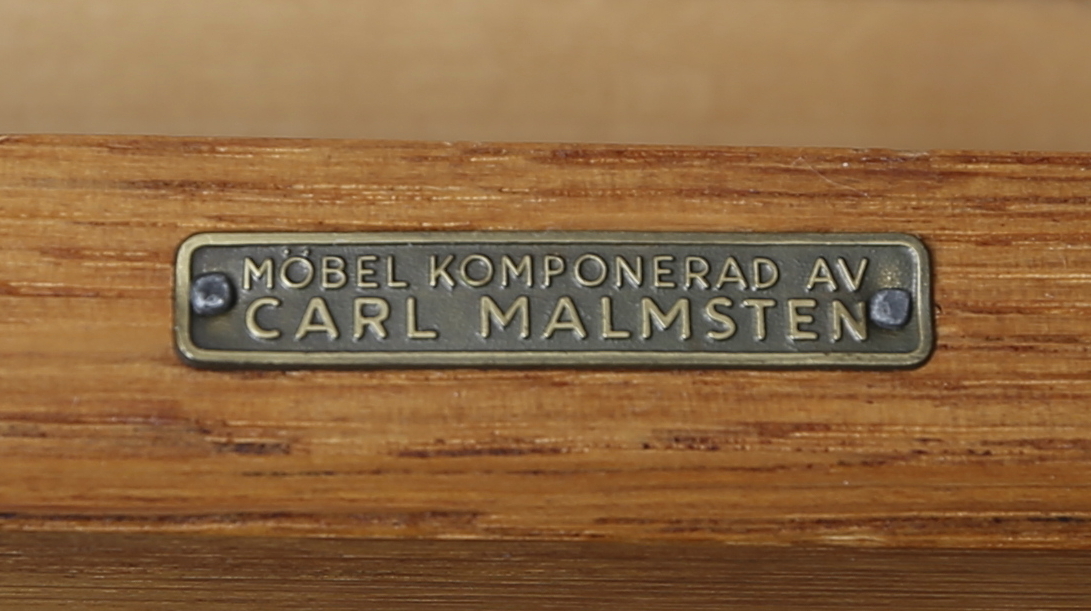 MÖBEL KOMPONERAD AV
CARL MALMSTEN